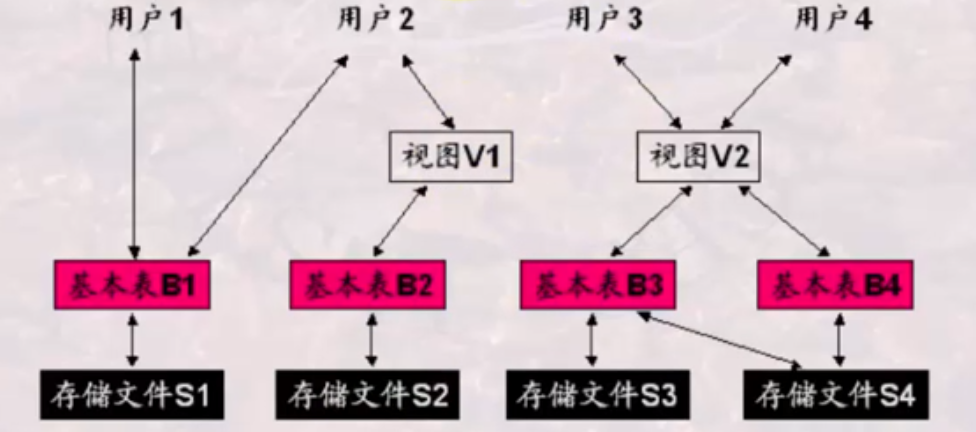 用户1 用户2 用户3 用户4
视图V1 视图V2
基本表B1 基本表B2 基本表B3 基本表B4
存储文件S1 存储文件S2 存储文件S3 存储文件S4